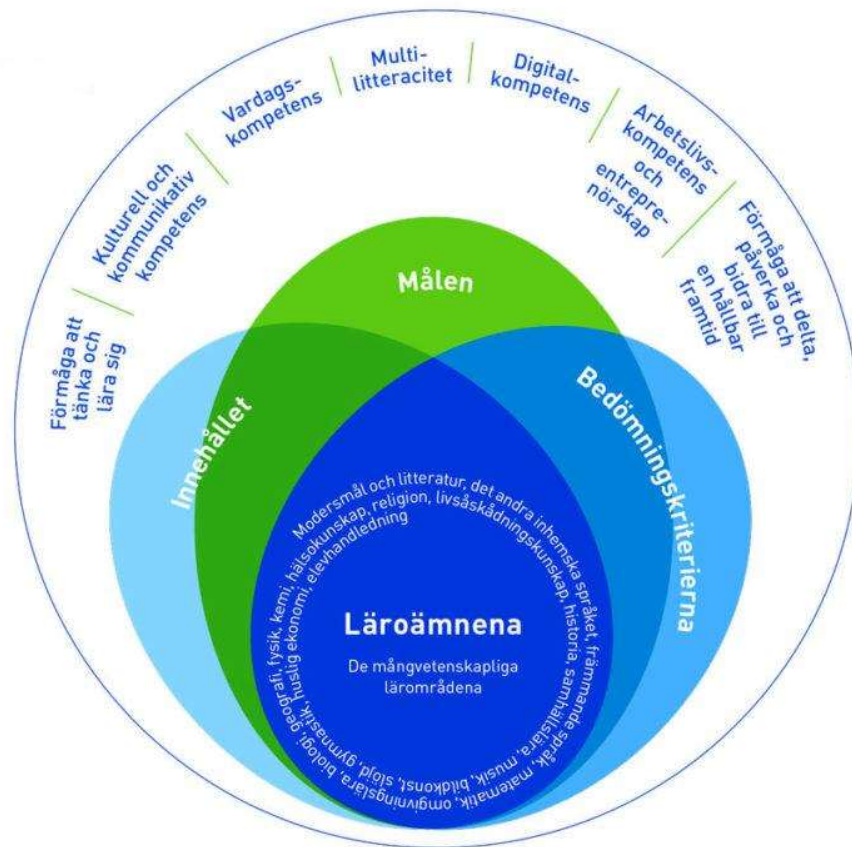 Förmåga att
tänka och
lära sig
Kulturell och
kommunikativ
kompetens
Vardags-
kompetens
Multi-
litteracitet
Digital-
kompetens
Arbetslivs-
kompetens
och
entrepre-
nörskap
Förmåga att delta,
påverka och
bidra till
en hållbar
framtid
Målen
Innehållet
Bedömningskriterierna
Modersmål och litteratur, det andra inhemska språket, främmande språk, matematik, omgivningslära, biologi, geografi, fysik, kemi, hälsokunskap, religion, livsåskådningskunskap, historia, samhällslära, musik, bildkonst, slöjd, gymnastik, huslig ekonomi, elevhandledning
Läroämnena
De mångvetenskapliga
lärområdena